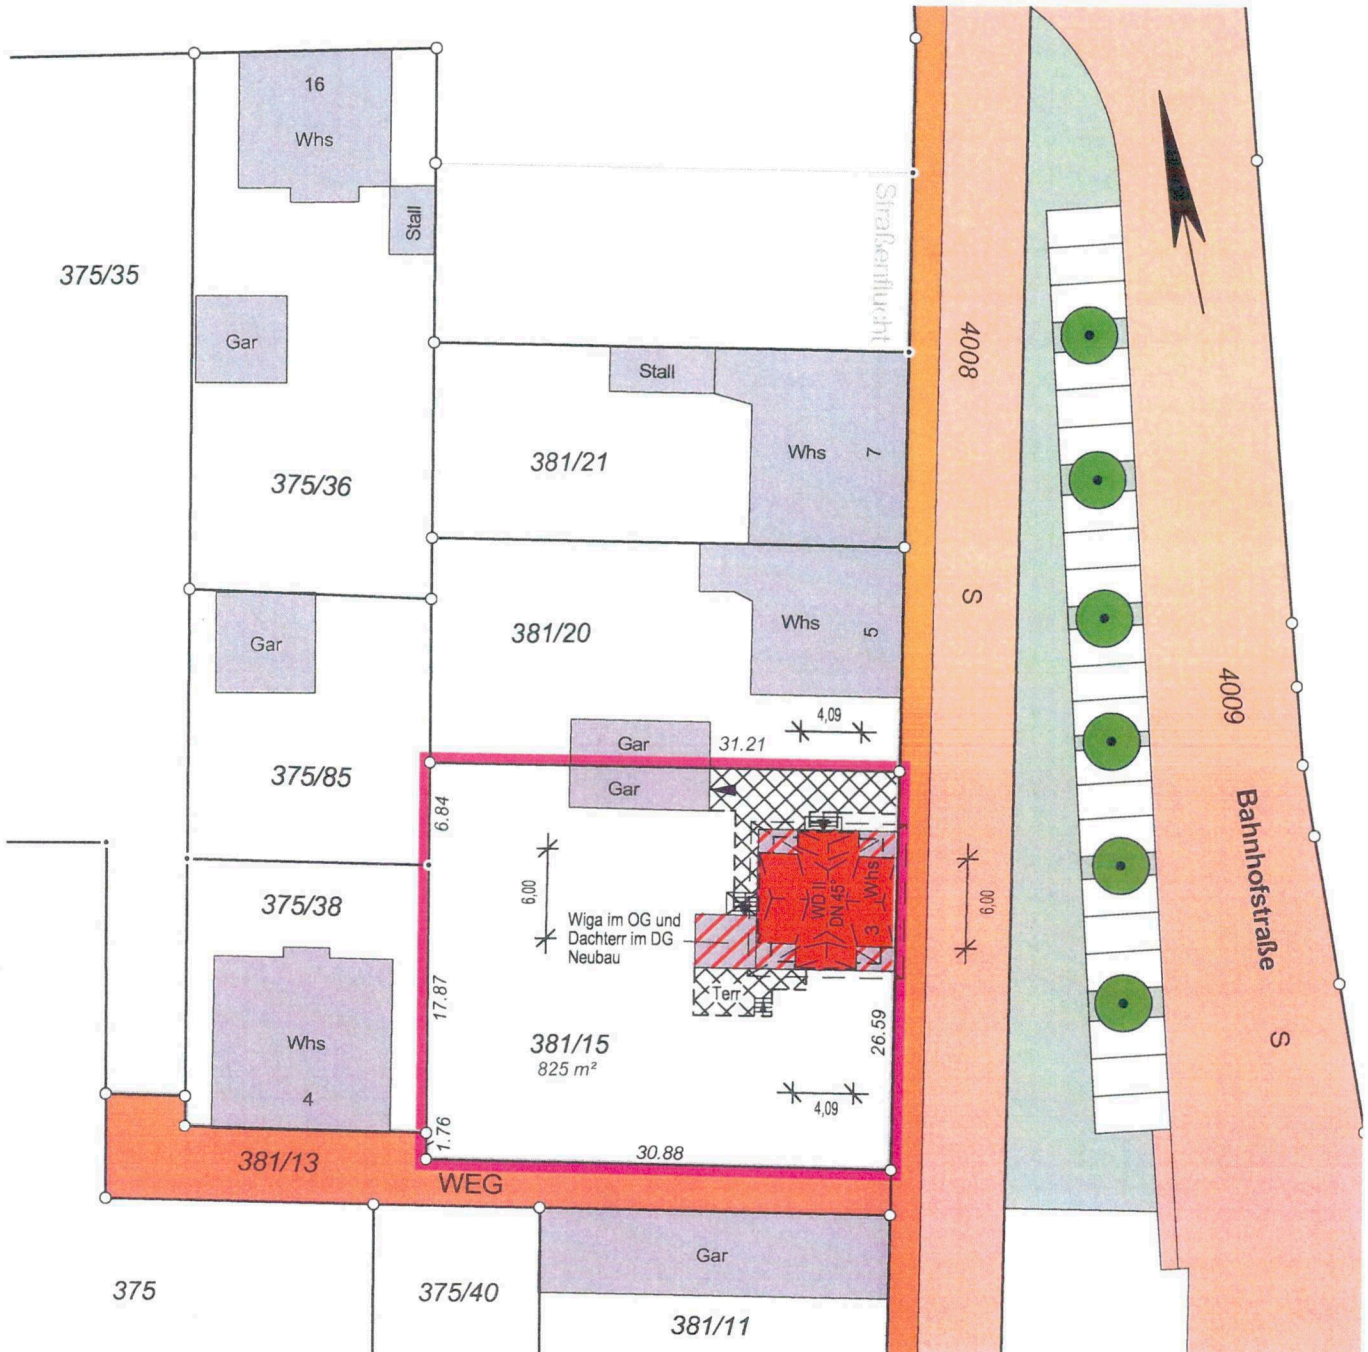 16
Whs
Stall
375/35
Gar
375/36
Straßenflucht
4008
Stall
381/21
Whs
7
S
381/20
Whs
5
4009
Bahnhofstraße
S
Gar
375/85
Gar
31.21
4,09
Gar
6.84
6,00
Wiga im OG und
Dachterr im DG
Neubau
WD II
DN 45°
Whs
3
6,00
375/38
17.87
Terr
26.59
381/15
825 m²
Whs
4
4,09
1.76
30.88
381/13
WEG
Gar
375
375/40
381/11